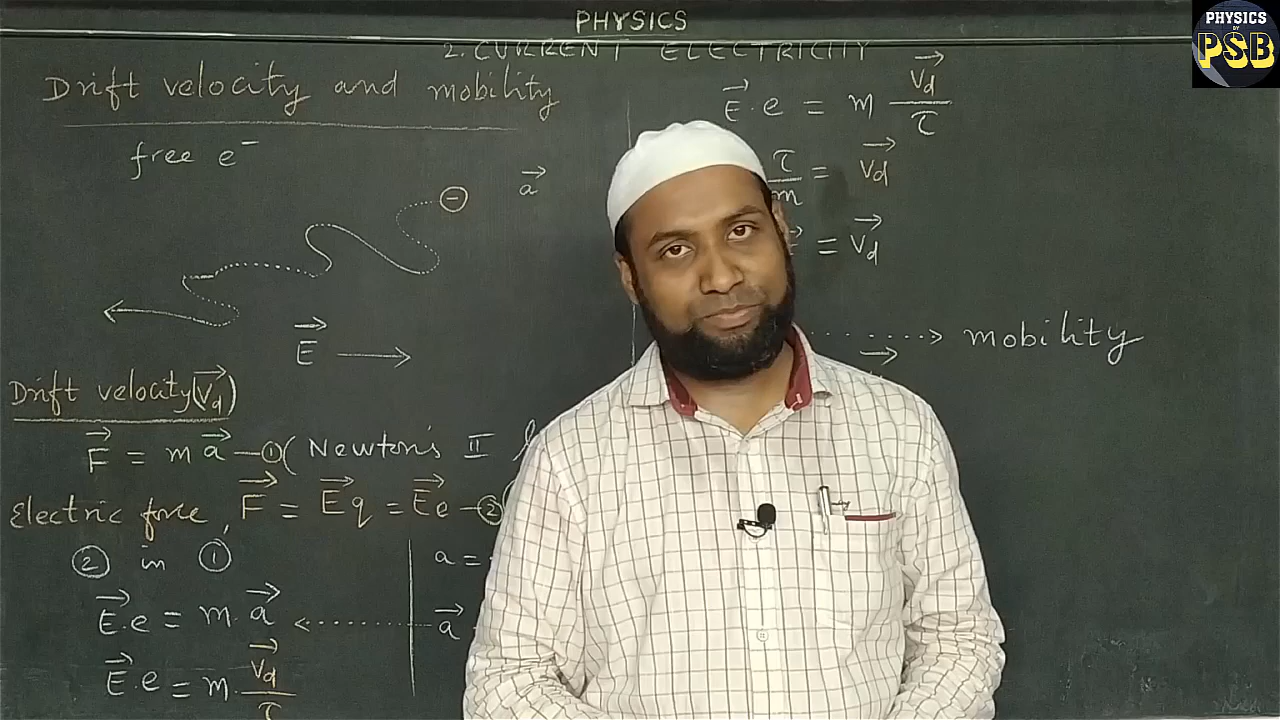 PHYSICS
2. CURRENT ELECTRICITY
PHYSICS
BY
PSB
Drift velocity and mobility
free e⁻
−
a⃗
E⃗
Drift velocity (v⃗d)
F⃗ = m a⃗ — ① ( Newton's II
Electric force, F⃗ = E⃗q = E⃗e — ②
② in ①
E⃗.e = m.a⃗
E⃗.e = m. v⃗d/τ
a =
a⃗
E⃗.e = m v⃗d/τ
τ/m = v⃗d
= v⃗d
mobility